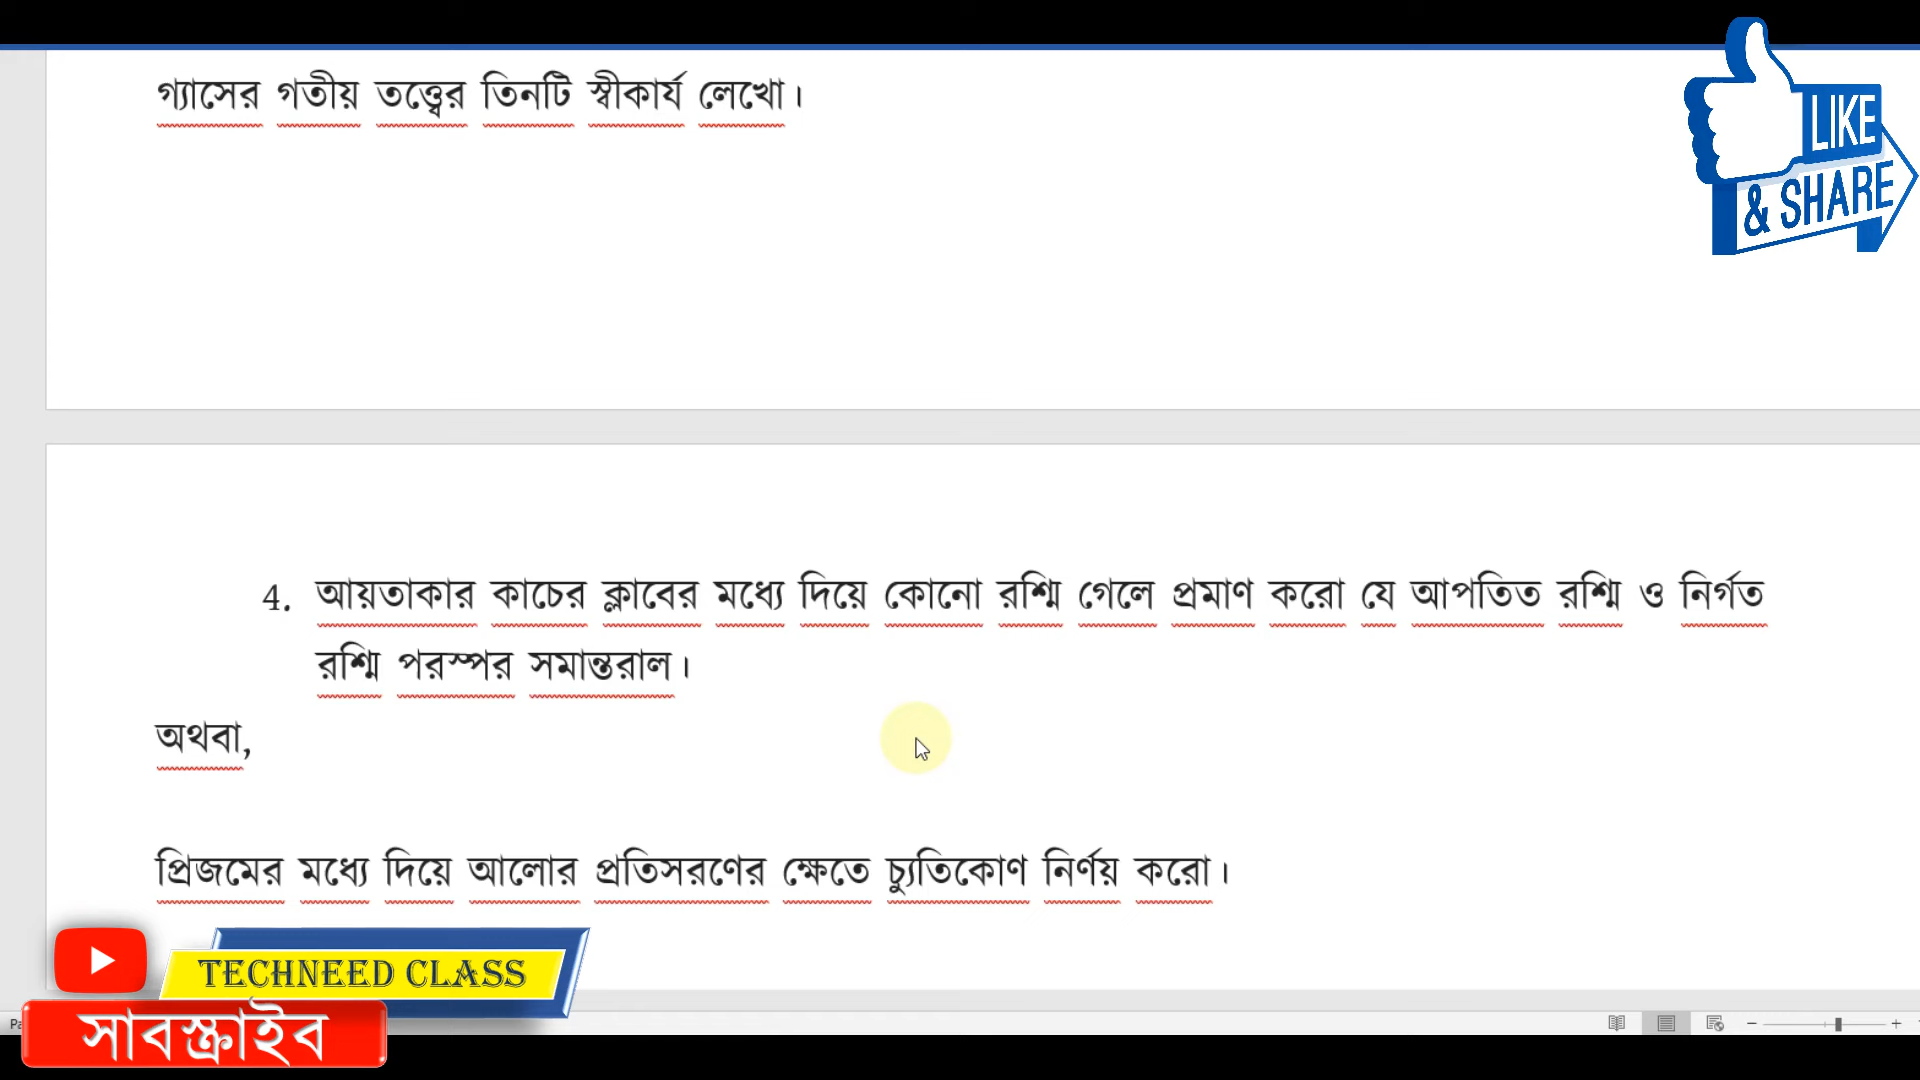 গ্যাসের গতীয় তত্ত্বের তিনটি স্বীকার্য লেখো।
LIKE
& SHARE
4. আয়তাকার কাচের ক্লাবের মধ্যে দিয়ে কোনো রশ্মি গেলে প্রমাণ করো যে আপতিত রশ্মি ও নির্গত
রশ্মি পরস্পর সমান্তরাল।
অথবা,
প্রিজমের মধ্যে দিয়ে আলোর প্রতিসরণের ক্ষেতে চ্যুতিকোণ নির্ণয় করো।
TECHNEED CLASS
সাবস্ক্রাইব